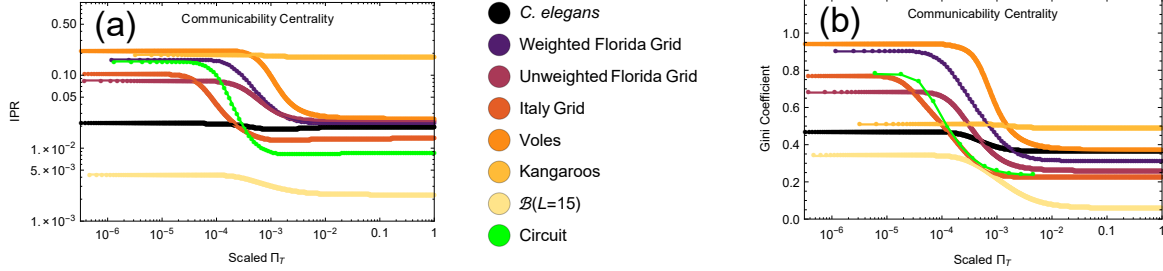 (a)
Communicability Centrality
IPR
0.50
0.10
0.05
1.×10⁻²
5.×10⁻³
1.×10⁻³
10⁻⁶
10⁻⁵
10⁻⁴
10⁻³
10⁻²
0.1
1
Scaled Π_T
C. elegans
Weighted Florida Grid
Unweighted Florida Grid
Italy Grid
Voles
Kangaroos
ℬ(L=15)
Circuit
(b)
Communicability Centrality
Gini Coefficient
1.0
0.8
0.6
0.4
0.2
0.0
10⁻⁶
10⁻⁵
10⁻⁴
10⁻³
10⁻²
0.1
1
Scaled Π_T